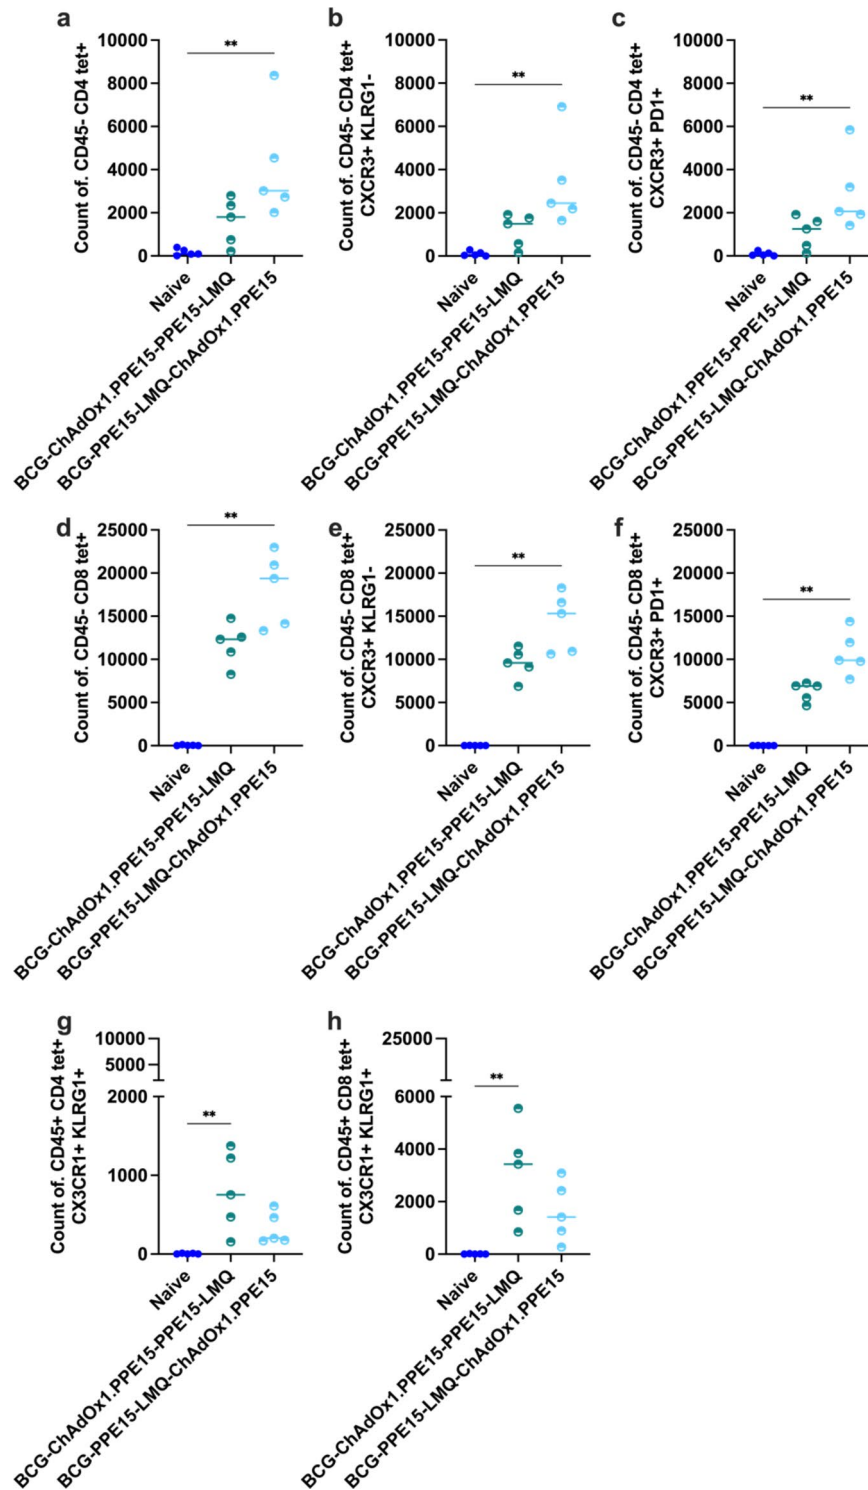 a
Count of. CD45- CD4 tet+
10000
8000
6000
4000
2000
0
**
Naive
BCG-ChAdOx1.PPE15-PPE15-LMQ
BCG-PPE15-LMQ-ChAdOx1.PPE15
b
Count of. CD45- CD4 tet+
CXCR3+ KLRG1-
10000
8000
6000
4000
2000
0
**
Naive
BCG-ChAdOx1.PPE15-PPE15-LMQ
BCG-PPE15-LMQ-ChAdOx1.PPE15
c
Count of. CD45- CD4 tet+
CXCR3+ PD1+
10000
8000
6000
4000
2000
0
**
Naive
BCG-ChAdOx1.PPE15-PPE15-LMQ
BCG-PPE15-LMQ-ChAdOx1.PPE15
d
Count of. CD45- CD8 tet+
25000
20000
15000
10000
5000
0
**
Naive
BCG-ChAdOx1.PPE15-PPE15-LMQ
BCG-PPE15-LMQ-ChAdOx1.PPE15
e
Count of. CD45- CD8 tet+
CXCR3+ KLRG1-
25000
20000
15000
10000
5000
0
**
Naive
BCG-ChAdOx1.PPE15-PPE15-LMQ
BCG-PPE15-LMQ-ChAdOx1.PPE15
f
Count of. CD45- CD8 tet+
CXCR3+ PD1+
25000
20000
15000
10000
5000
0
**
Naive
BCG-ChAdOx1.PPE15-PPE15-LMQ
BCG-PPE15-LMQ-ChAdOx1.PPE15
g
Count of. CD45+ CD4 tet+
CX3CR1+ KLRG1+
10000
5000
2000
1000
0
**
Naive
BCG-ChAdOx1.PPE15-PPE15-LMQ
BCG-PPE15-LMQ-ChAdOx1.PPE15
h
Count of. CD45+ CD8 tet+
CX3CR1+ KLRG1+
25000
6000
4000
2000
0
**
Naive
BCG-ChAdOx1.PPE15-PPE15-LMQ
BCG-PPE15-LMQ-ChAdOx1.PPE15